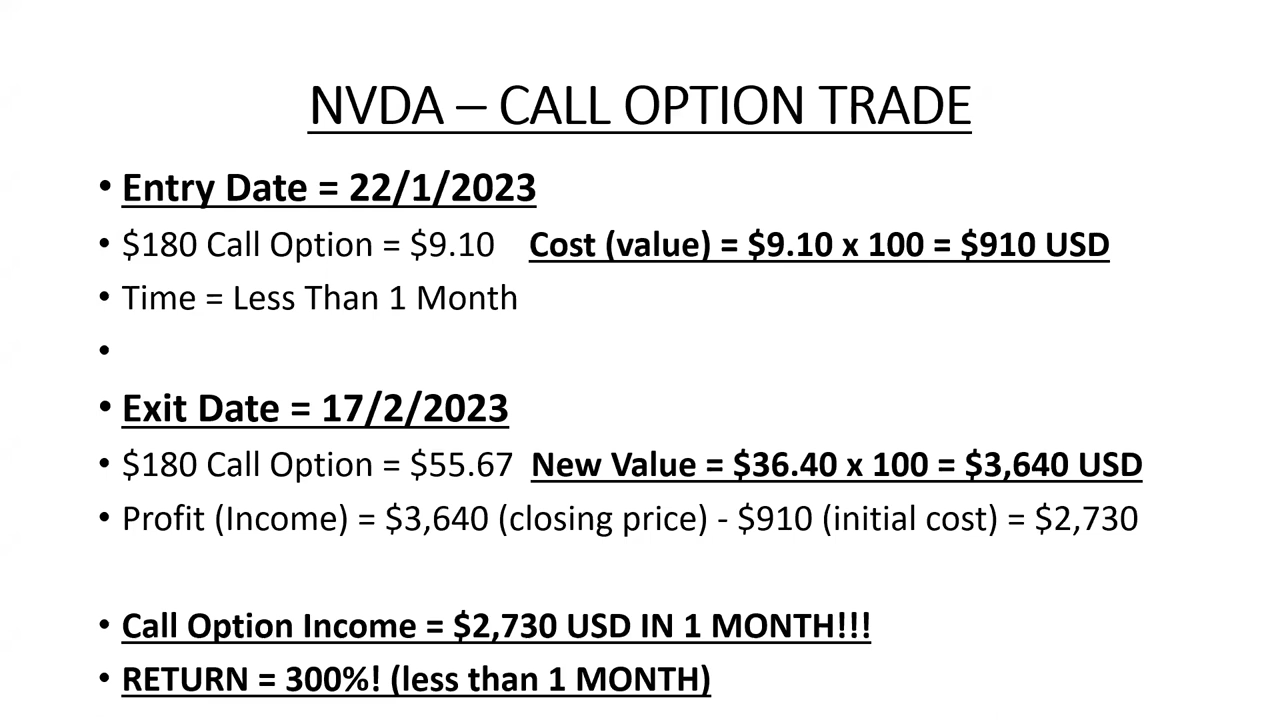 NVDA – CALL OPTION TRADE
• Entry Date = 22/1/2023
• $180 Call Option = $9.10 Cost (value) = $9.10 x 100 = $910 USD
• Time = Less Than 1 Month
•
• Exit Date = 17/2/2023
• $180 Call Option = $55.67 New Value = $36.40 x 100 = $3,640 USD
• Profit (Income) = $3,640 (closing price) - $910 (initial cost) = $2,730
• Call Option Income = $2,730 USD IN 1 MONTH!!!
• RETURN = 300%! (less than 1 MONTH)